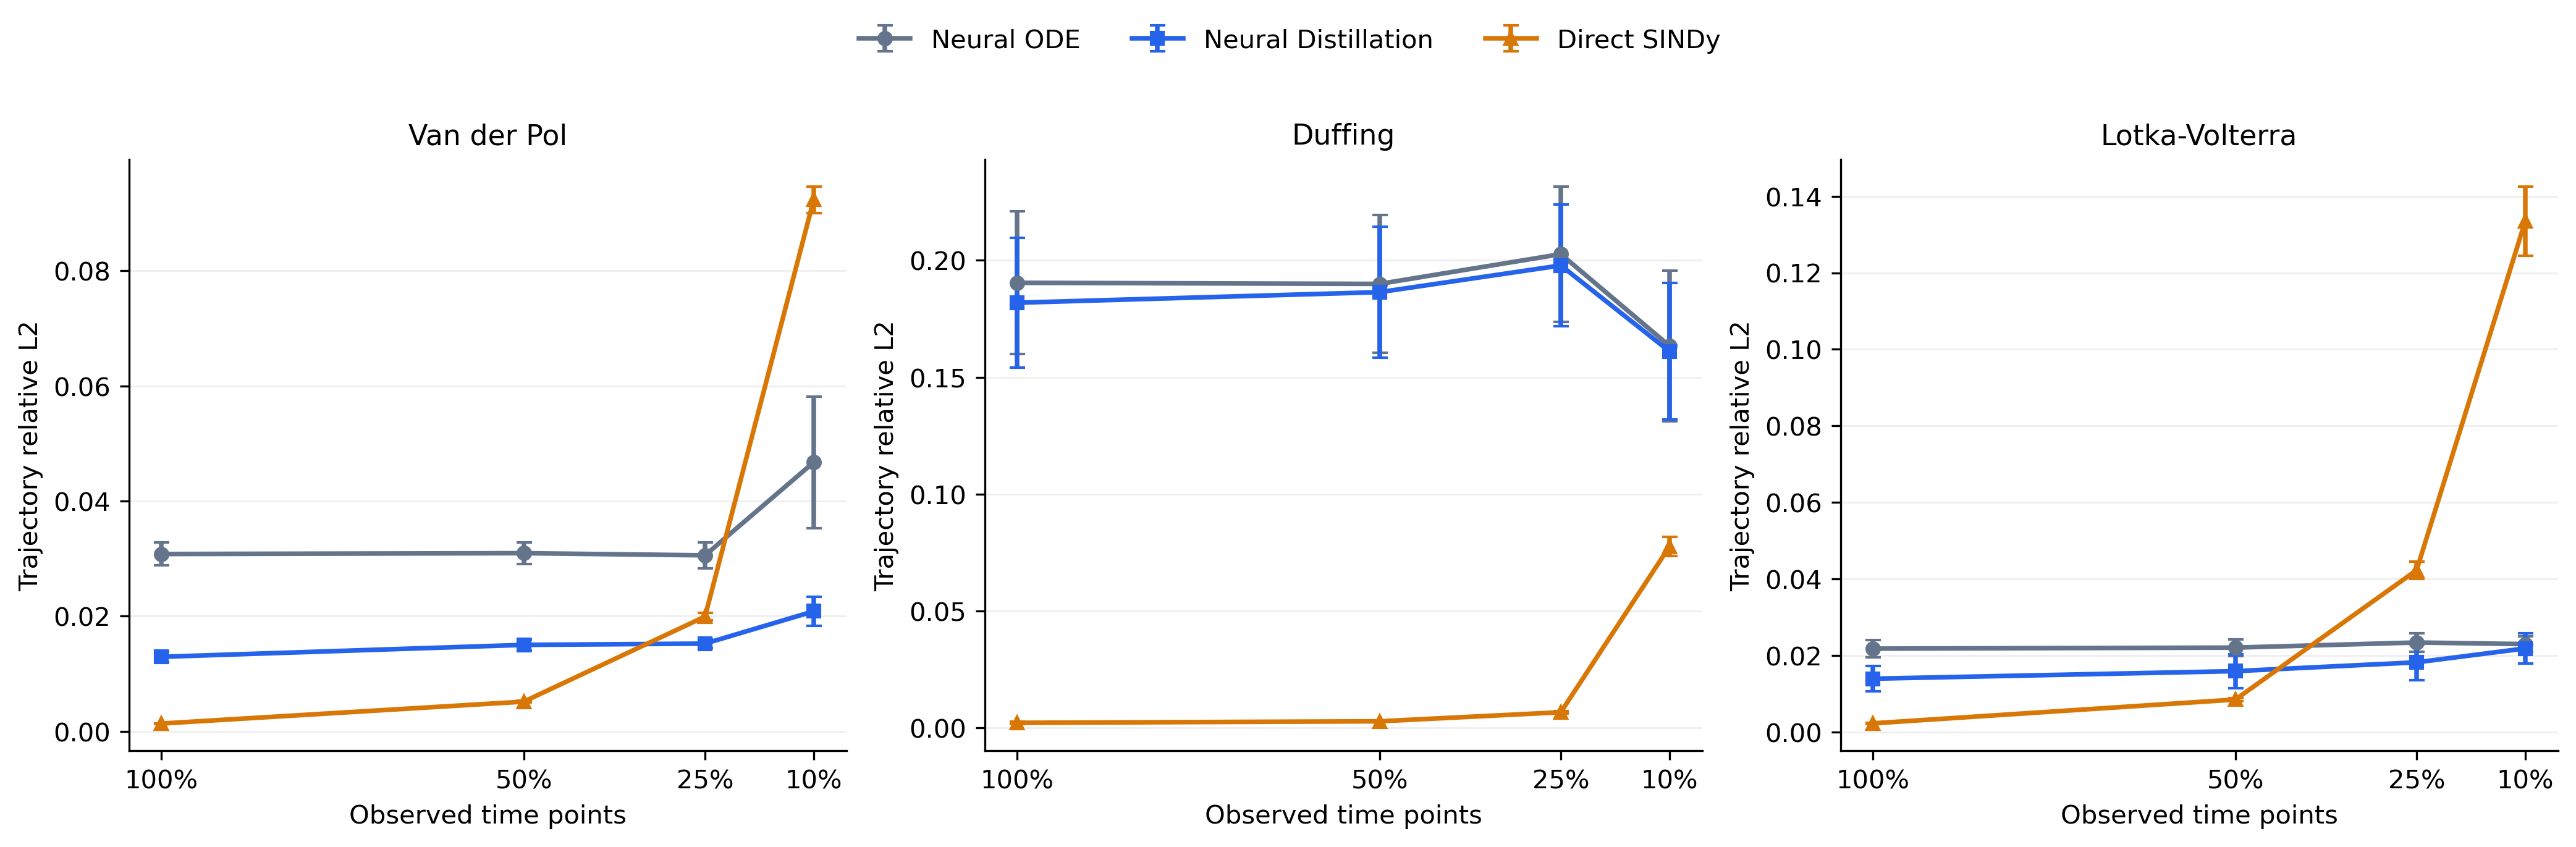 Neural ODE Neural Distillation Direct SINDy
Van der Pol
Trajectory relative L2
0.08
0.06
0.04
0.02
0.00
100% 50% 25% 10%
Observed time points
Duffing
Trajectory relative L2
0.20
0.15
0.10
0.05
0.00
100% 50% 25% 10%
Observed time points
Lotka-Volterra
Trajectory relative L2
0.14
0.12
0.10
0.08
0.06
0.04
0.02
0.00
100% 50% 25% 10%
Observed time points